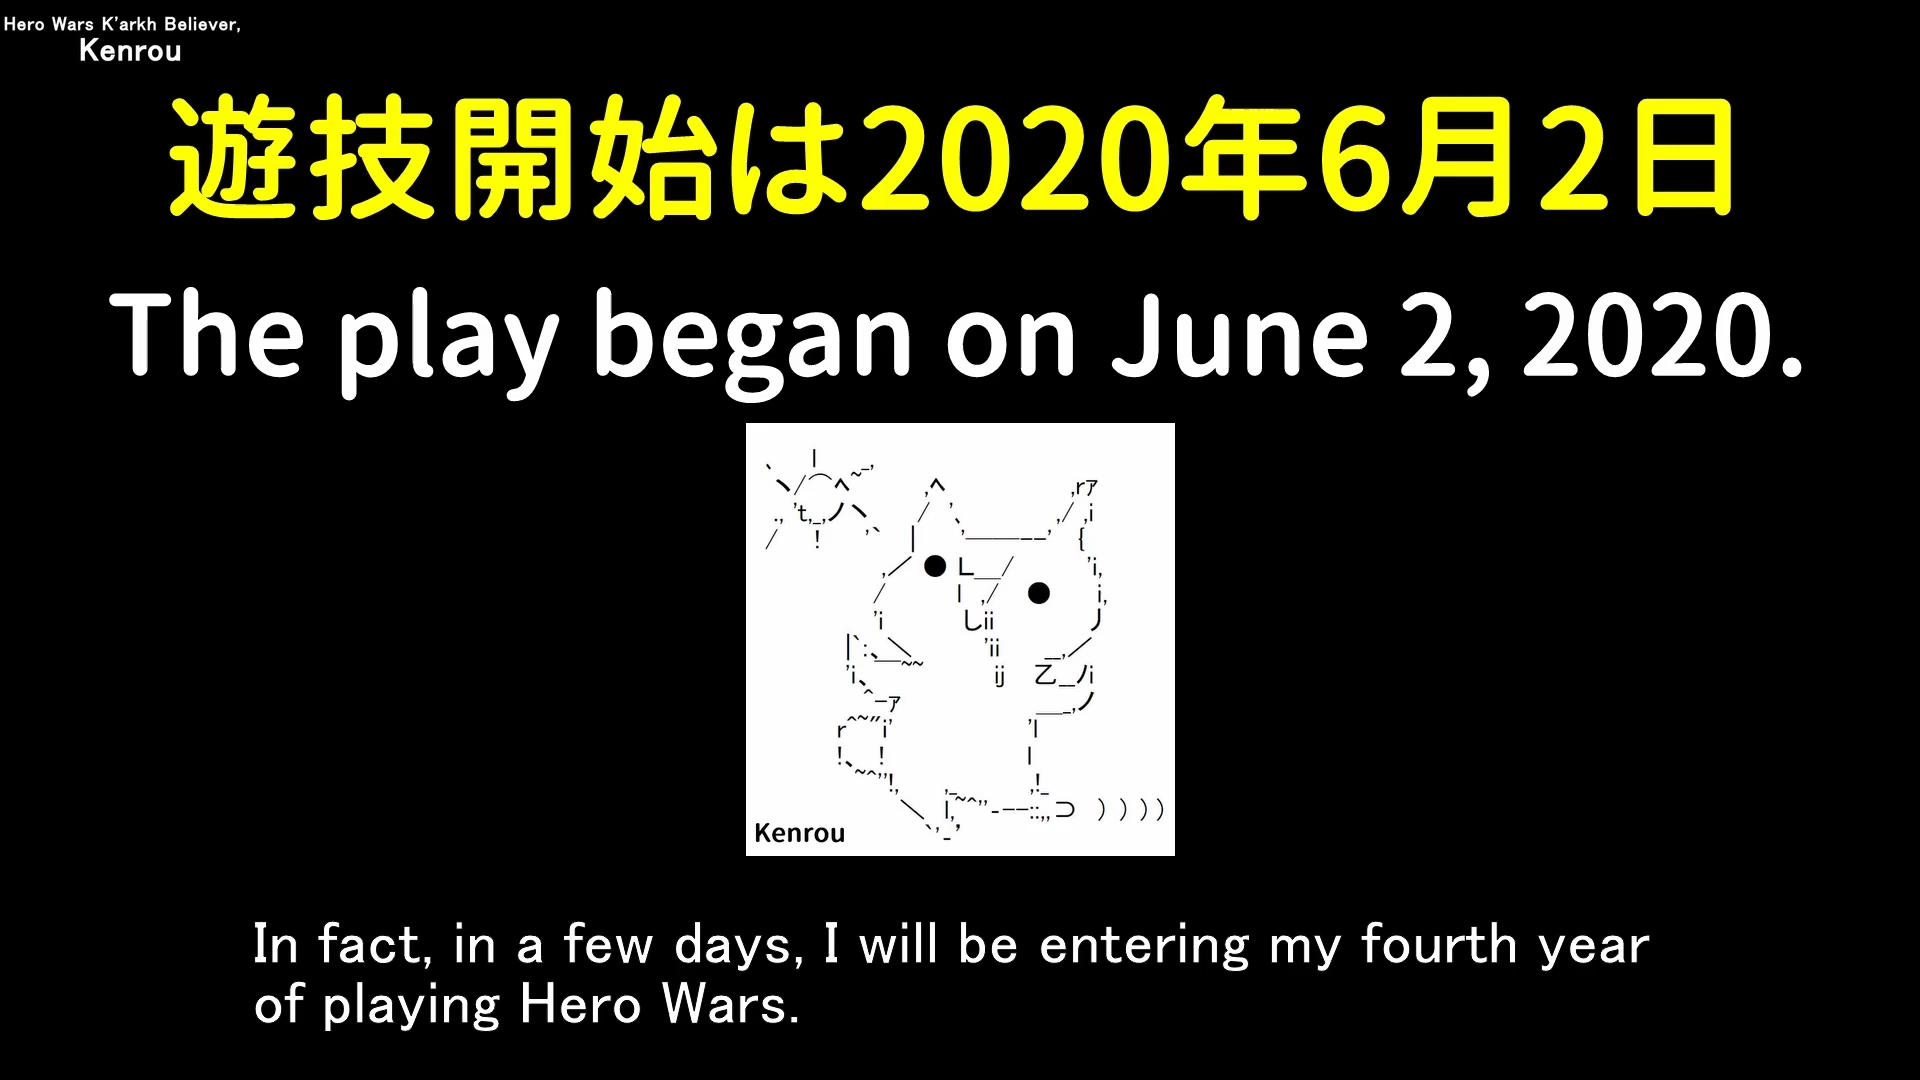 Hero Wars K'arkh Believer,
Kenrou
遊技開始は2020年6月2日
The play began on June 2, 2020.
Kenrou
In fact, in a few days, I will be entering my fourth year
of playing Hero Wars.